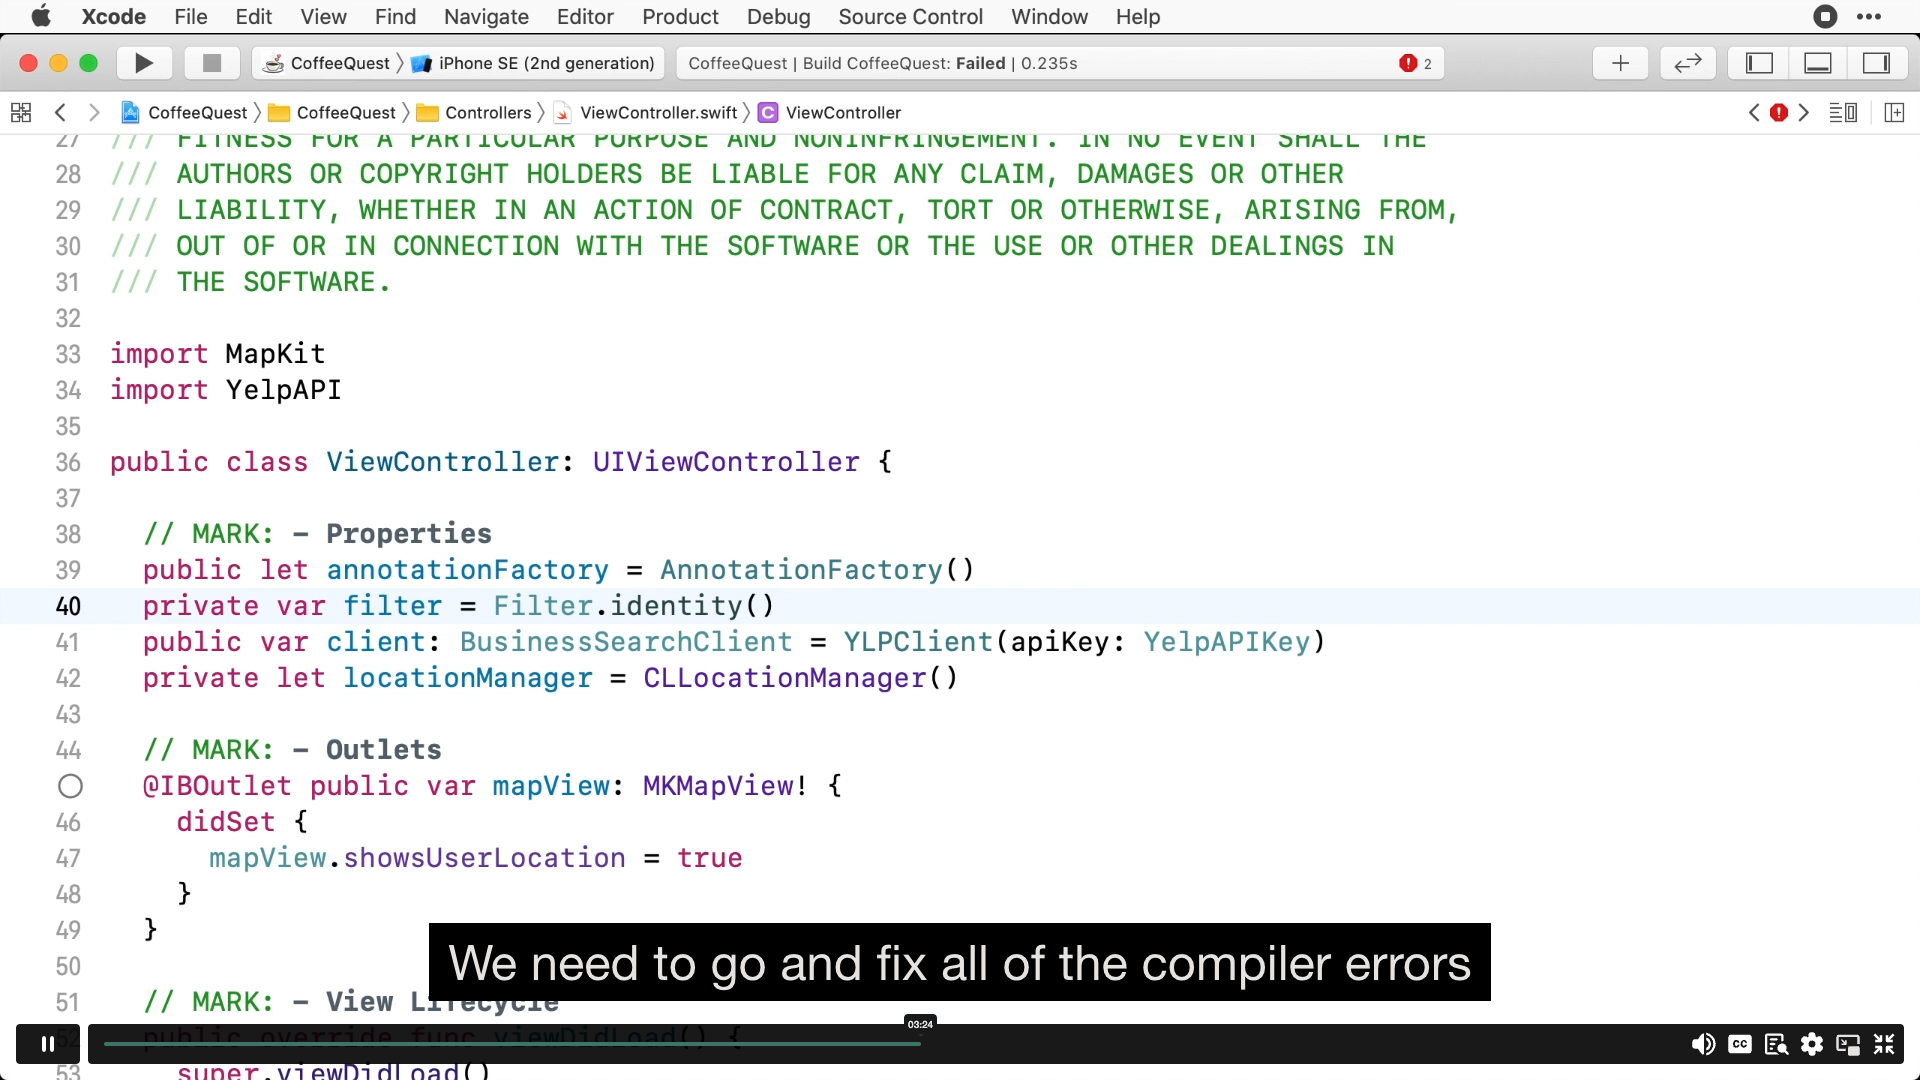 Xcode File Edit View Find Navigate Editor Product Debug Source Control Window Help
CoffeeQuest iPhone SE (2nd generation) CoffeeQuest | Build CoffeeQuest: Failed | 0.235s 2
CoffeeQuest CoffeeQuest Controllers ViewController.swift C ViewController
27 /// FITNESS FOR A PARTICULAR PURPOSE AND NONINFRINGEMENT. IN NO EVENT SHALL THE
28 /// AUTHORS OR COPYRIGHT HOLDERS BE LIABLE FOR ANY CLAIM, DAMAGES OR OTHER
29 /// LIABILITY, WHETHER IN AN ACTION OF CONTRACT, TORT OR OTHERWISE, ARISING FROM,
30 /// OUT OF OR IN CONNECTION WITH THE SOFTWARE OR THE USE OR OTHER DEALINGS IN
31 /// THE SOFTWARE.
32
33 import MapKit
34 import YelpAPI
35
36 public class ViewController: UIViewController {
37
38 // MARK: – Properties
39 public let annotationFactory = AnnotationFactory()
40 private var filter = Filter.identity()
41 public var client: BusinessSearchClient = YLPClient(apiKey: YelpAPIKey)
42 private let locationManager = CLLocationManager()
43
44 // MARK: – Outlets
@IBOutlet public var mapView: MKMapView! {
46 didSet {
47 mapView.showsUserLocation = true
48 }
49 }
We need to go and fix all of the compiler errors
50
51 // MARK: – View Lifecycle
03:24
52 public override func viewDidLoad() {
CC
53 super.viewDidLoad()